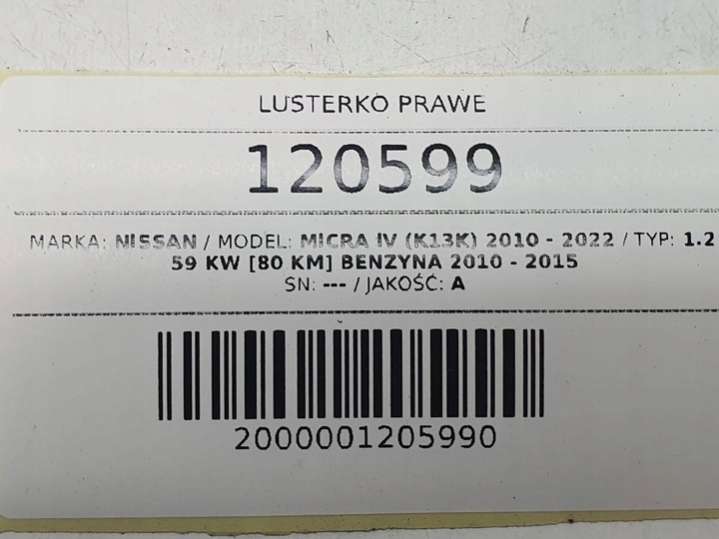 LUSTERKO PRAWE
120599
MARKA: NISSAN / MODEL: MICRA IV (K13K) 2010 - 2022 / TYP: 1.2
59 KW [80 KM] BENZYNA 2010 - 2015
SN: --- / JAKOŚĆ: A
2000001205990